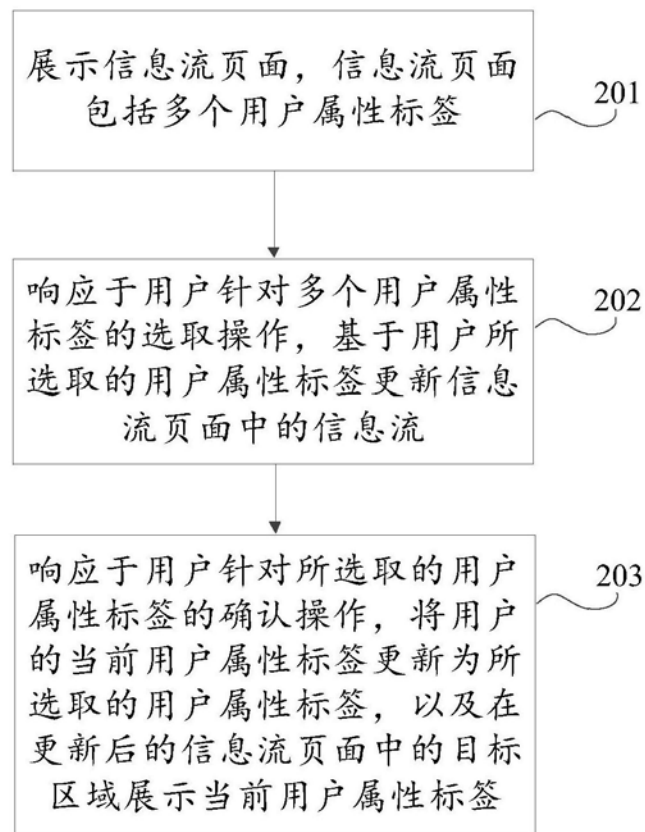 展示信息流页面，信息流页面
包括多个用户属性标签
201
响应于用户针对多个用户属性
标签的选取操作，基于用户所
选取的用户属性标签更新信息
流页面中的信息流
202
响应于用户针对所选取的用户
属性标签的确认操作，将用户
的当前用户属性标签更新为所
选取的用户属性标签，以及在
更新后的信息流页面中的目标
区域展示当前用户属性标签
203